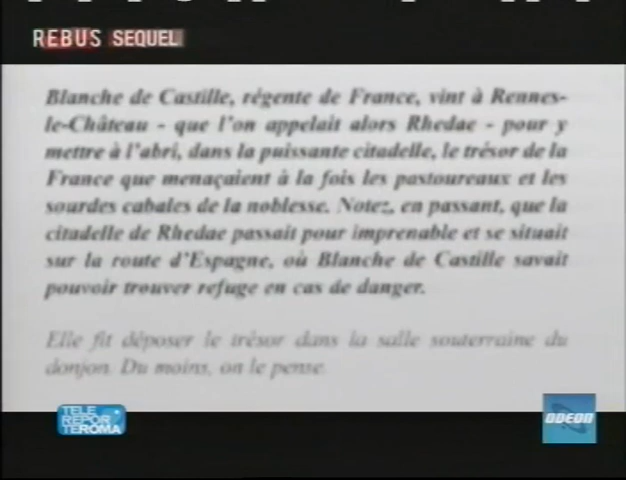 REBUS SEQUEL
Blanche de Castille, régente de France, vint à Rennes-
le-Château - que l'on appelait alors Rhedae - pour y
mettre à l'abri, dans la puissante citadelle, le trésor de la
France que menaçaient à la fois les pastoureaux et les
sourdes cabales de la noblesse. Notez, en passant, que la
citadelle de Rhedae passait pour imprenable et se situait
sur la route d'Espagne, où Blanche de Castille savait
pouvoir trouver refuge en cas de danger.
Elle fit déposer le trésor dans la salle souterraine du
donjon. Du moins, on le pense.
TELE
REPOR
TEROMA
ODEON